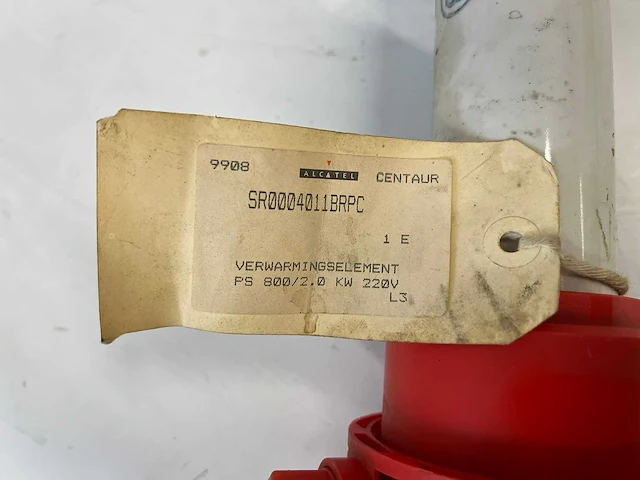 9908 ALCATEL CENTAUR
SR0004011BRPC
1 E
VERWARMINGSELEMENT
PS 800/2.0 KW 220V
L3